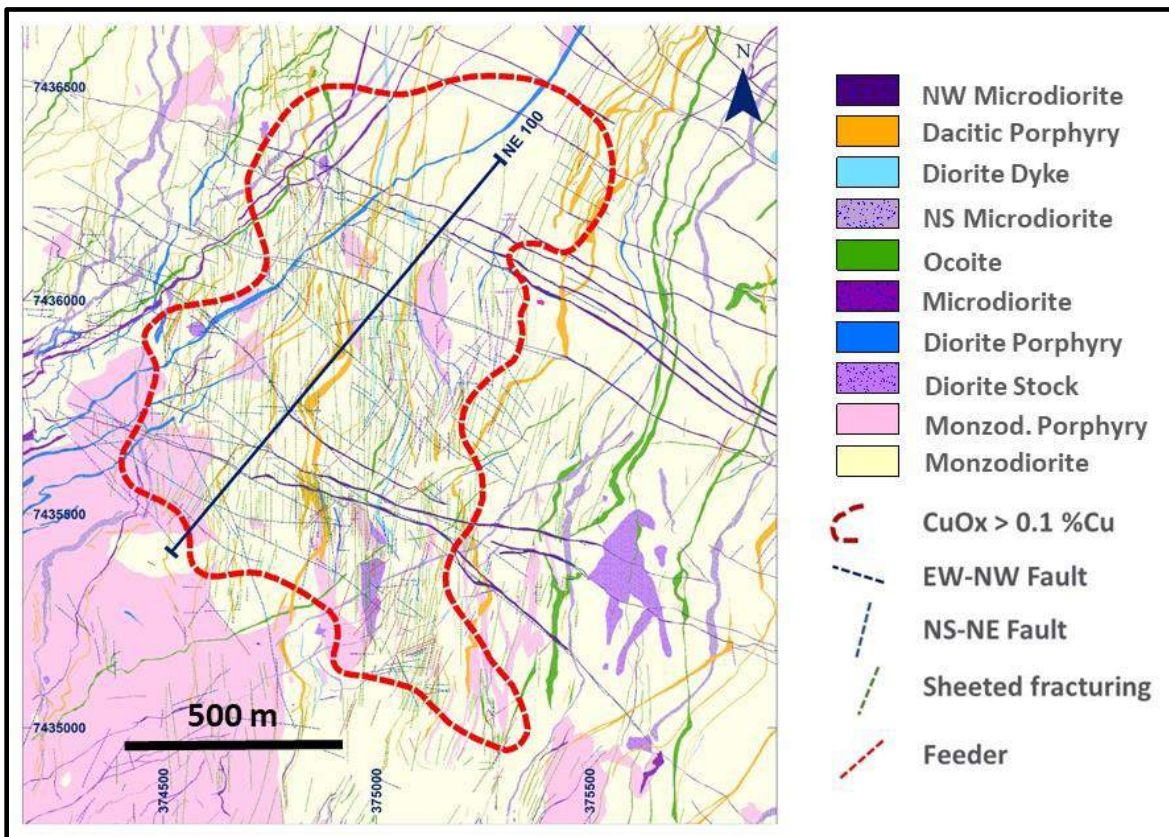 N
7436500
NE 100
7436000
7435500
7435000
500 m
374500
375000
375500
NW Microdiorite
Dacitic Porphyry
Diorite Dyke
NS Microdiorite
Ocoite
Microdiorite
Diorite Porphyry
Diorite Stock
Monzod. Porphyry
Monzodiorite
CuOx > 0.1 %Cu
EW-NW Fault
NS-NE Fault
Sheeted fracturing
Feeder